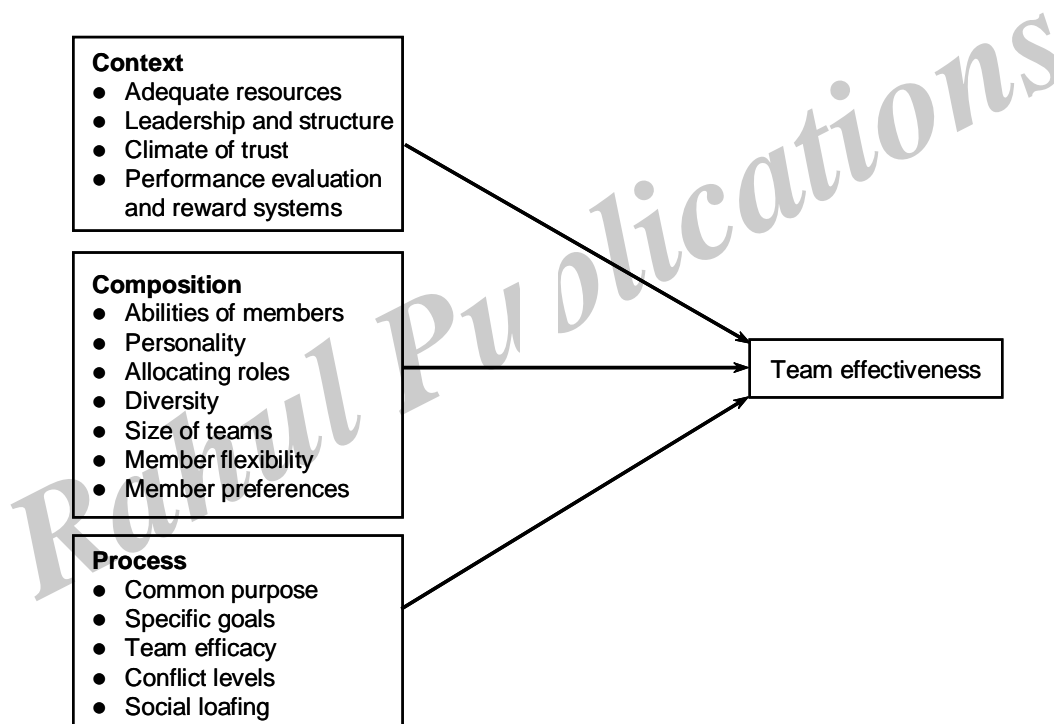 Context
● Adequate resources
● Leadership and structure
● Climate of trust
● Performance evaluation
and reward systems
Composition
● Abilities of members
● Personality
● Allocating roles
● Diversity
● Size of teams
● Member flexibility
● Member preferences
Process
● Common purpose
● Specific goals
● Team efficacy
● Conflict levels
● Social loafing
Team effectiveness
Rahul Publications